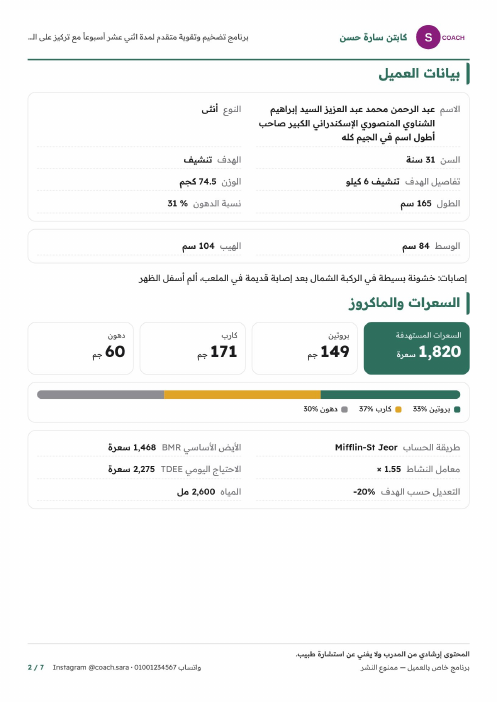 S COACH كابتن سارة حسن
برنامج تضخيم وتقوية متقدم لمدة اثني عشر أسبوعاً مع تركيز على ال...
بيانات العميل
الاسم عبد الرحمن محمد عبد العزيز السيد إبراهيم
الشناوي المنصوري الإسكندراني الكبير صاحب
أطول اسم في الجيم كله
النوع أنثى
السن 31 سنة
الهدف تنشيف
تفاصيل الهدف تنشيف 6 كيلو
الوزن 74.5 كجم
الطول 165 سم
نسبة الدهون 31 %
الوسط 84 سم
الهيب 104 سم
إصابات: خشونة بسيطة في الركبة الشمال بعد إصابة قديمة في الملعب، ألم أسفل الظهر
السعرات والماكروز
السعرات المستهدفة
1,820 سعرة
بروتين
149 جم
كارب
171 جم
دهون
60 جم
بروتين 33% كارب 37% دهون 30%
طريقة الحساب Mifflin-St Jeor
الأيض الأساسي BMR 1,468 سعرة
معامل النشاط 1.55 ×
الاحتياج اليومي TDEE 2,275 سعرة
التعديل حسب الهدف -20%
المياه 2,600 مل
المحتوى إرشادي من المدرب ولا يغني عن استشارة طبيب.
برنامج خاص بالعميل — ممنوع النشر
واتساب 01001234567 · Instagram @coach.sara
2 / 7